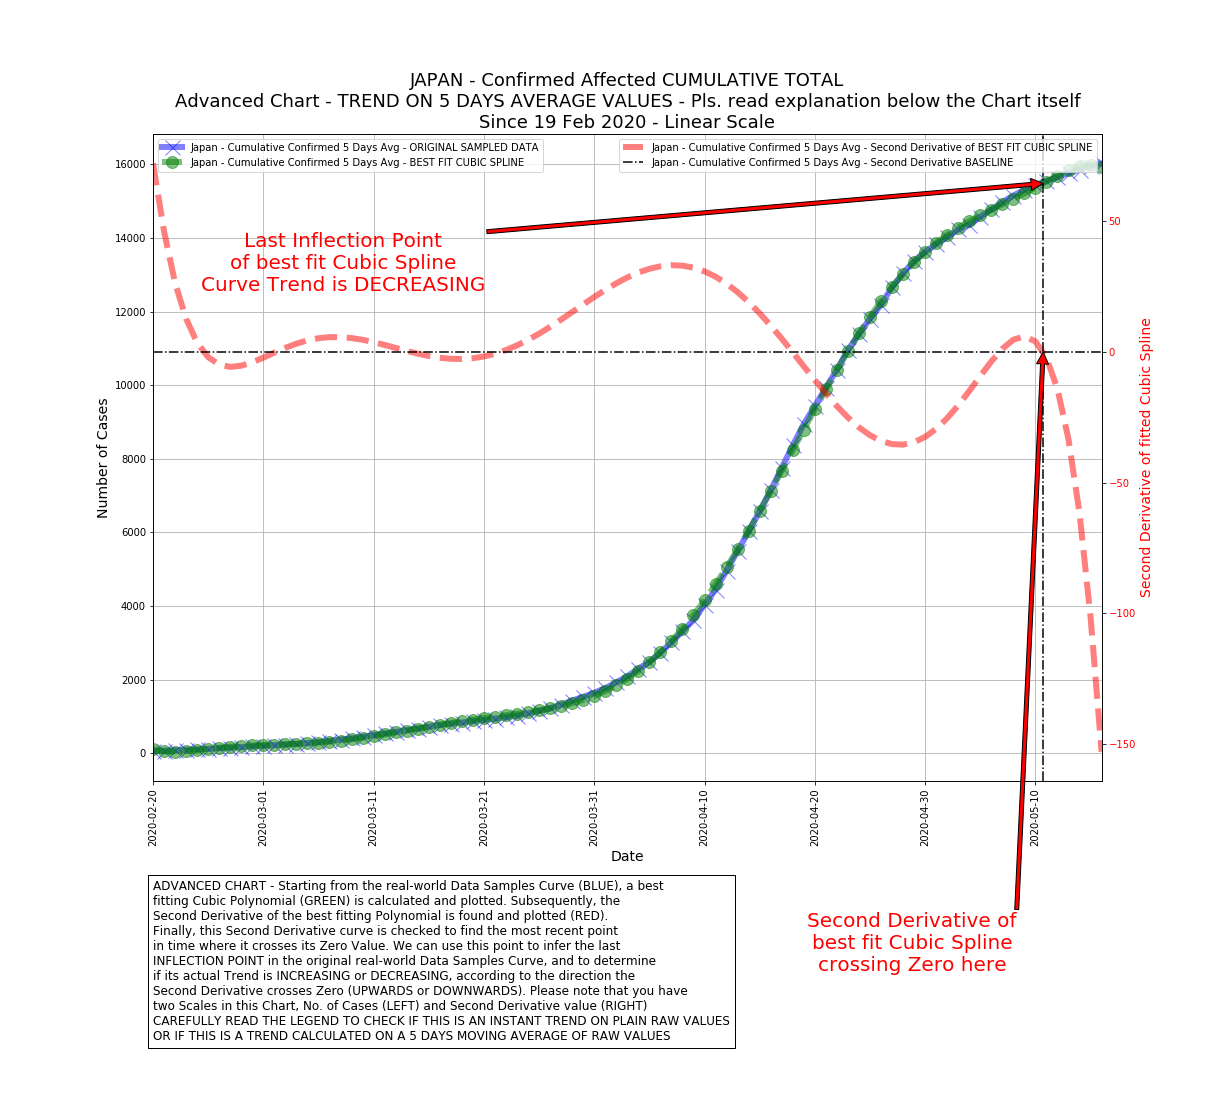 JAPAN - Confirmed Affected CUMULATIVE TOTAL
Advanced Chart - TREND ON 5 DAYS AVERAGE VALUES - Pls. read explanation below the Chart itself
Since 19 Feb 2020 - Linear Scale
Japan - Cumulative Confirmed 5 Days Avg - ORIGINAL SAMPLED DATA
Japan - Cumulative Confirmed 5 Days Avg - BEST FIT CUBIC SPLINE
Japan - Cumulative Confirmed 5 Days Avg - Second Derivative of BEST FIT CUBIC SPLINE
Japan - Cumulative Confirmed 5 Days Avg - Second Derivative BASELINE
Last Inflection Point
of best fit Cubic Spline
Curve Trend is DECREASING
Number of Cases
16000
14000
12000
10000
8000
6000
4000
2000
0
50
0
−50
−100
−150
Second Derivative of fitted Cubic Spline
2020-02-20
2020-03-01
2020-03-11
2020-03-21
2020-03-31
2020-04-10
2020-04-20
2020-04-30
2020-05-10
Date
ADVANCED CHART - Starting from the real-world Data Samples Curve (BLUE), a best
fitting Cubic Polynomial (GREEN) is calculated and plotted. Subsequently, the
Second Derivative of the best fitting Polynomial is found and plotted (RED).
Finally, this Second Derivative curve is checked to find the most recent point
in time where it crosses its Zero Value. We can use this point to infer the last
INFLECTION POINT in the original real-world Data Samples Curve, and to determine
if its actual Trend is INCREASING or DECREASING, according to the direction the
Second Derivative crosses Zero (UPWARDS or DOWNWARDS). Please note that you have
two Scales in this Chart, No. of Cases (LEFT) and Second Derivative value (RIGHT)
CAREFULLY READ THE LEGEND TO CHECK IF THIS IS AN INSTANT TREND ON PLAIN RAW VALUES
OR IF THIS IS A TREND CALCULATED ON A 5 DAYS MOVING AVERAGE OF RAW VALUES
Second Derivative of
best fit Cubic Spline
crossing Zero here